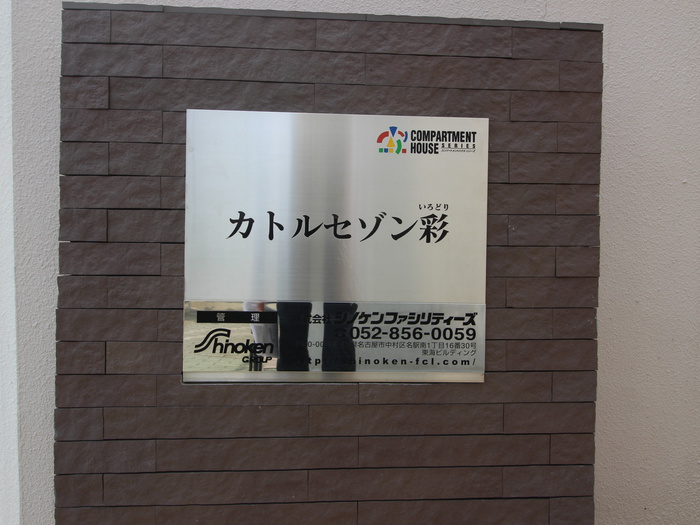 COMPARTMENT
HOUSE SERIES
いろどり
カトルセゾン彩
管理
会社 シノケンファシリティーズ
052-856-0059
Shinoken
GROUP
名古屋市中村区名駅南1丁目16番30号
東海ビルディング
shinoken-fcl.com/